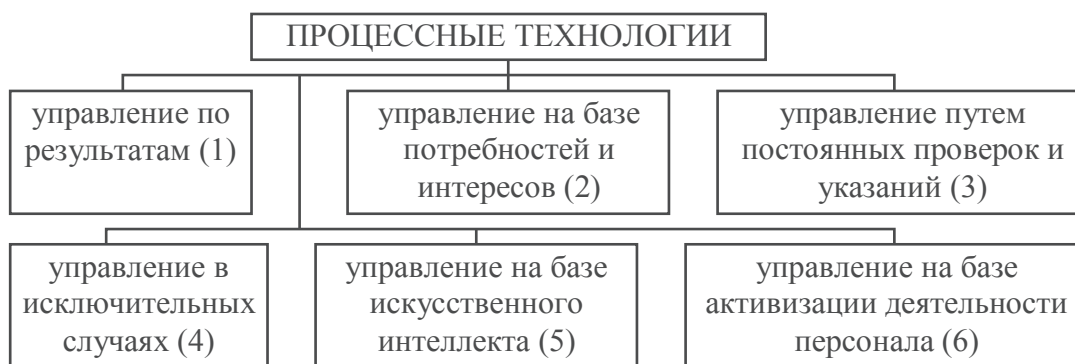 ПРОЦЕССНЫЕ ТЕХНОЛОГИИ
управление по
результатам (1)
управление на базе
потребностей и
интересов (2)
управление путем
постоянных проверок и
указаний (3)
управление в
исключительных
случаях (4)
управление на базе
искусственного
интеллекта (5)
управление на базе
активизации деятельности
персонала (6)